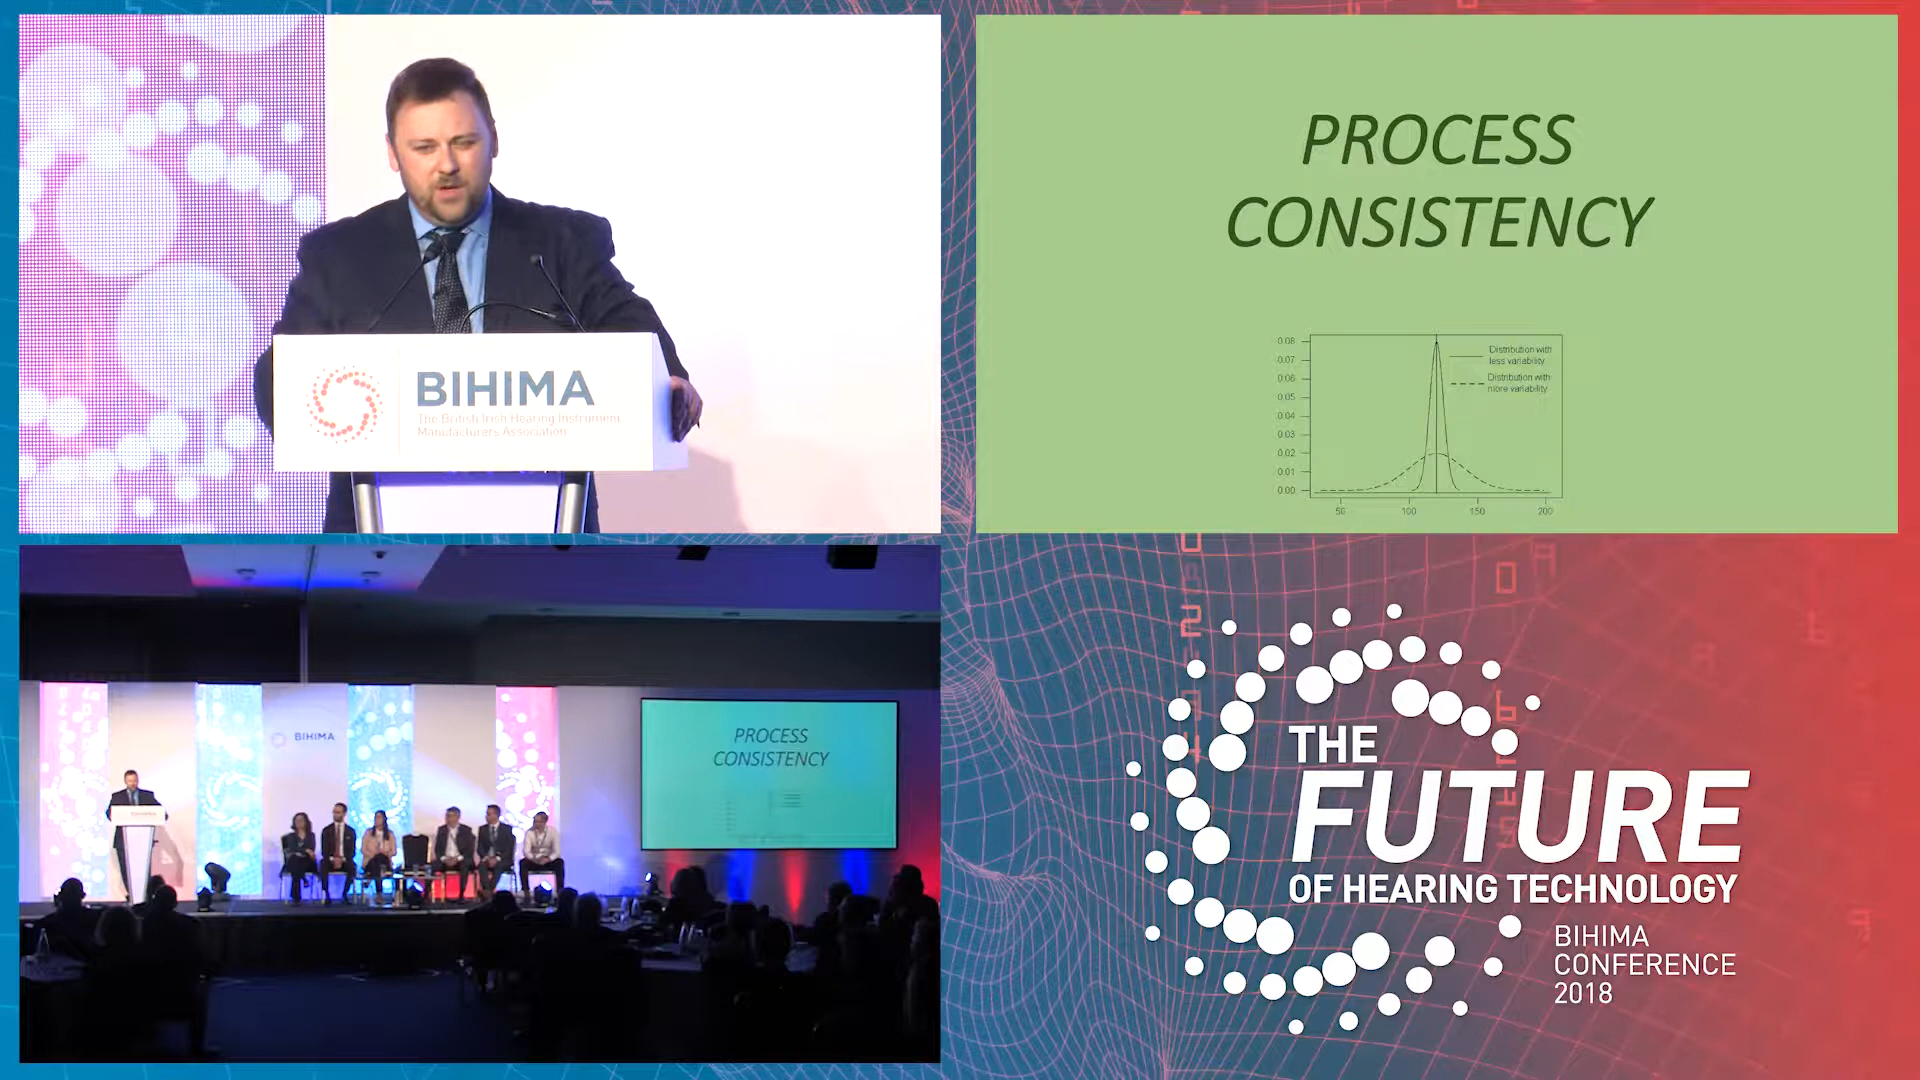 BIHIMA
The British Irish Hearing Instrument
Manufacturers Association
PROCESS
CONSISTENCY
0.08
0.07
0.06
0.05
0.04
0.03
0.02
0.01
0.00
50
100
150
200
Distribution with
less variability
Distribution with
more variability
BIHIMA
PROCESS
CONSISTENCY
THE
FUTURE
OF HEARING TECHNOLOGY
BIHIMA
CONFERENCE
2018